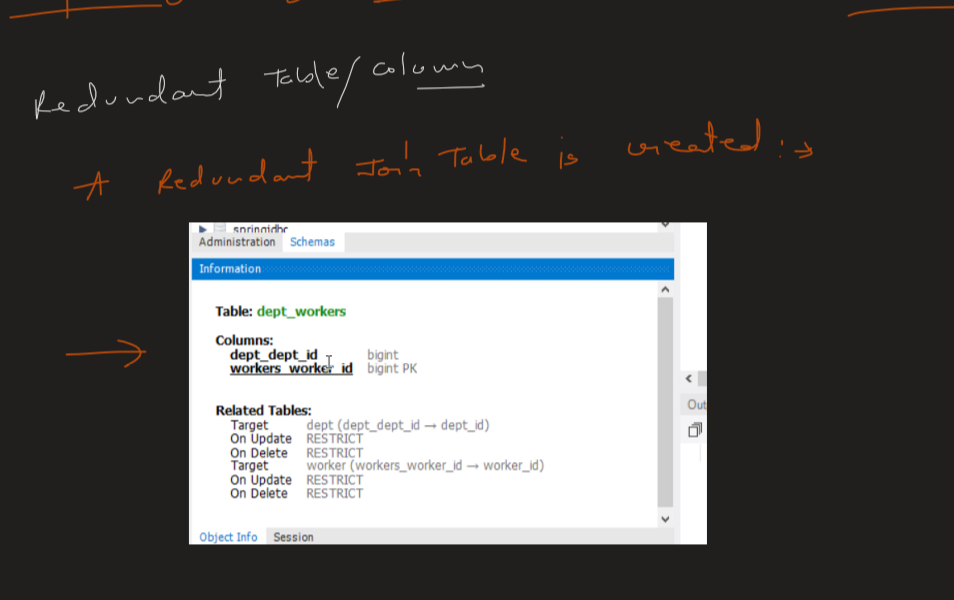 Redundant Table/column
A Redundant Join Table is created :→
springjdbc
Administration Schemas
Information
Table: dept_workers
Columns:
dept_dept_id bigint
workers_worker_id bigint PK
Related Tables:
Target dept (dept_dept_id → dept_id)
On Update RESTRICT
On Delete RESTRICT
Target worker (workers_worker_id → worker_id)
On Update RESTRICT
On Delete RESTRICT
Out
Object Info Session